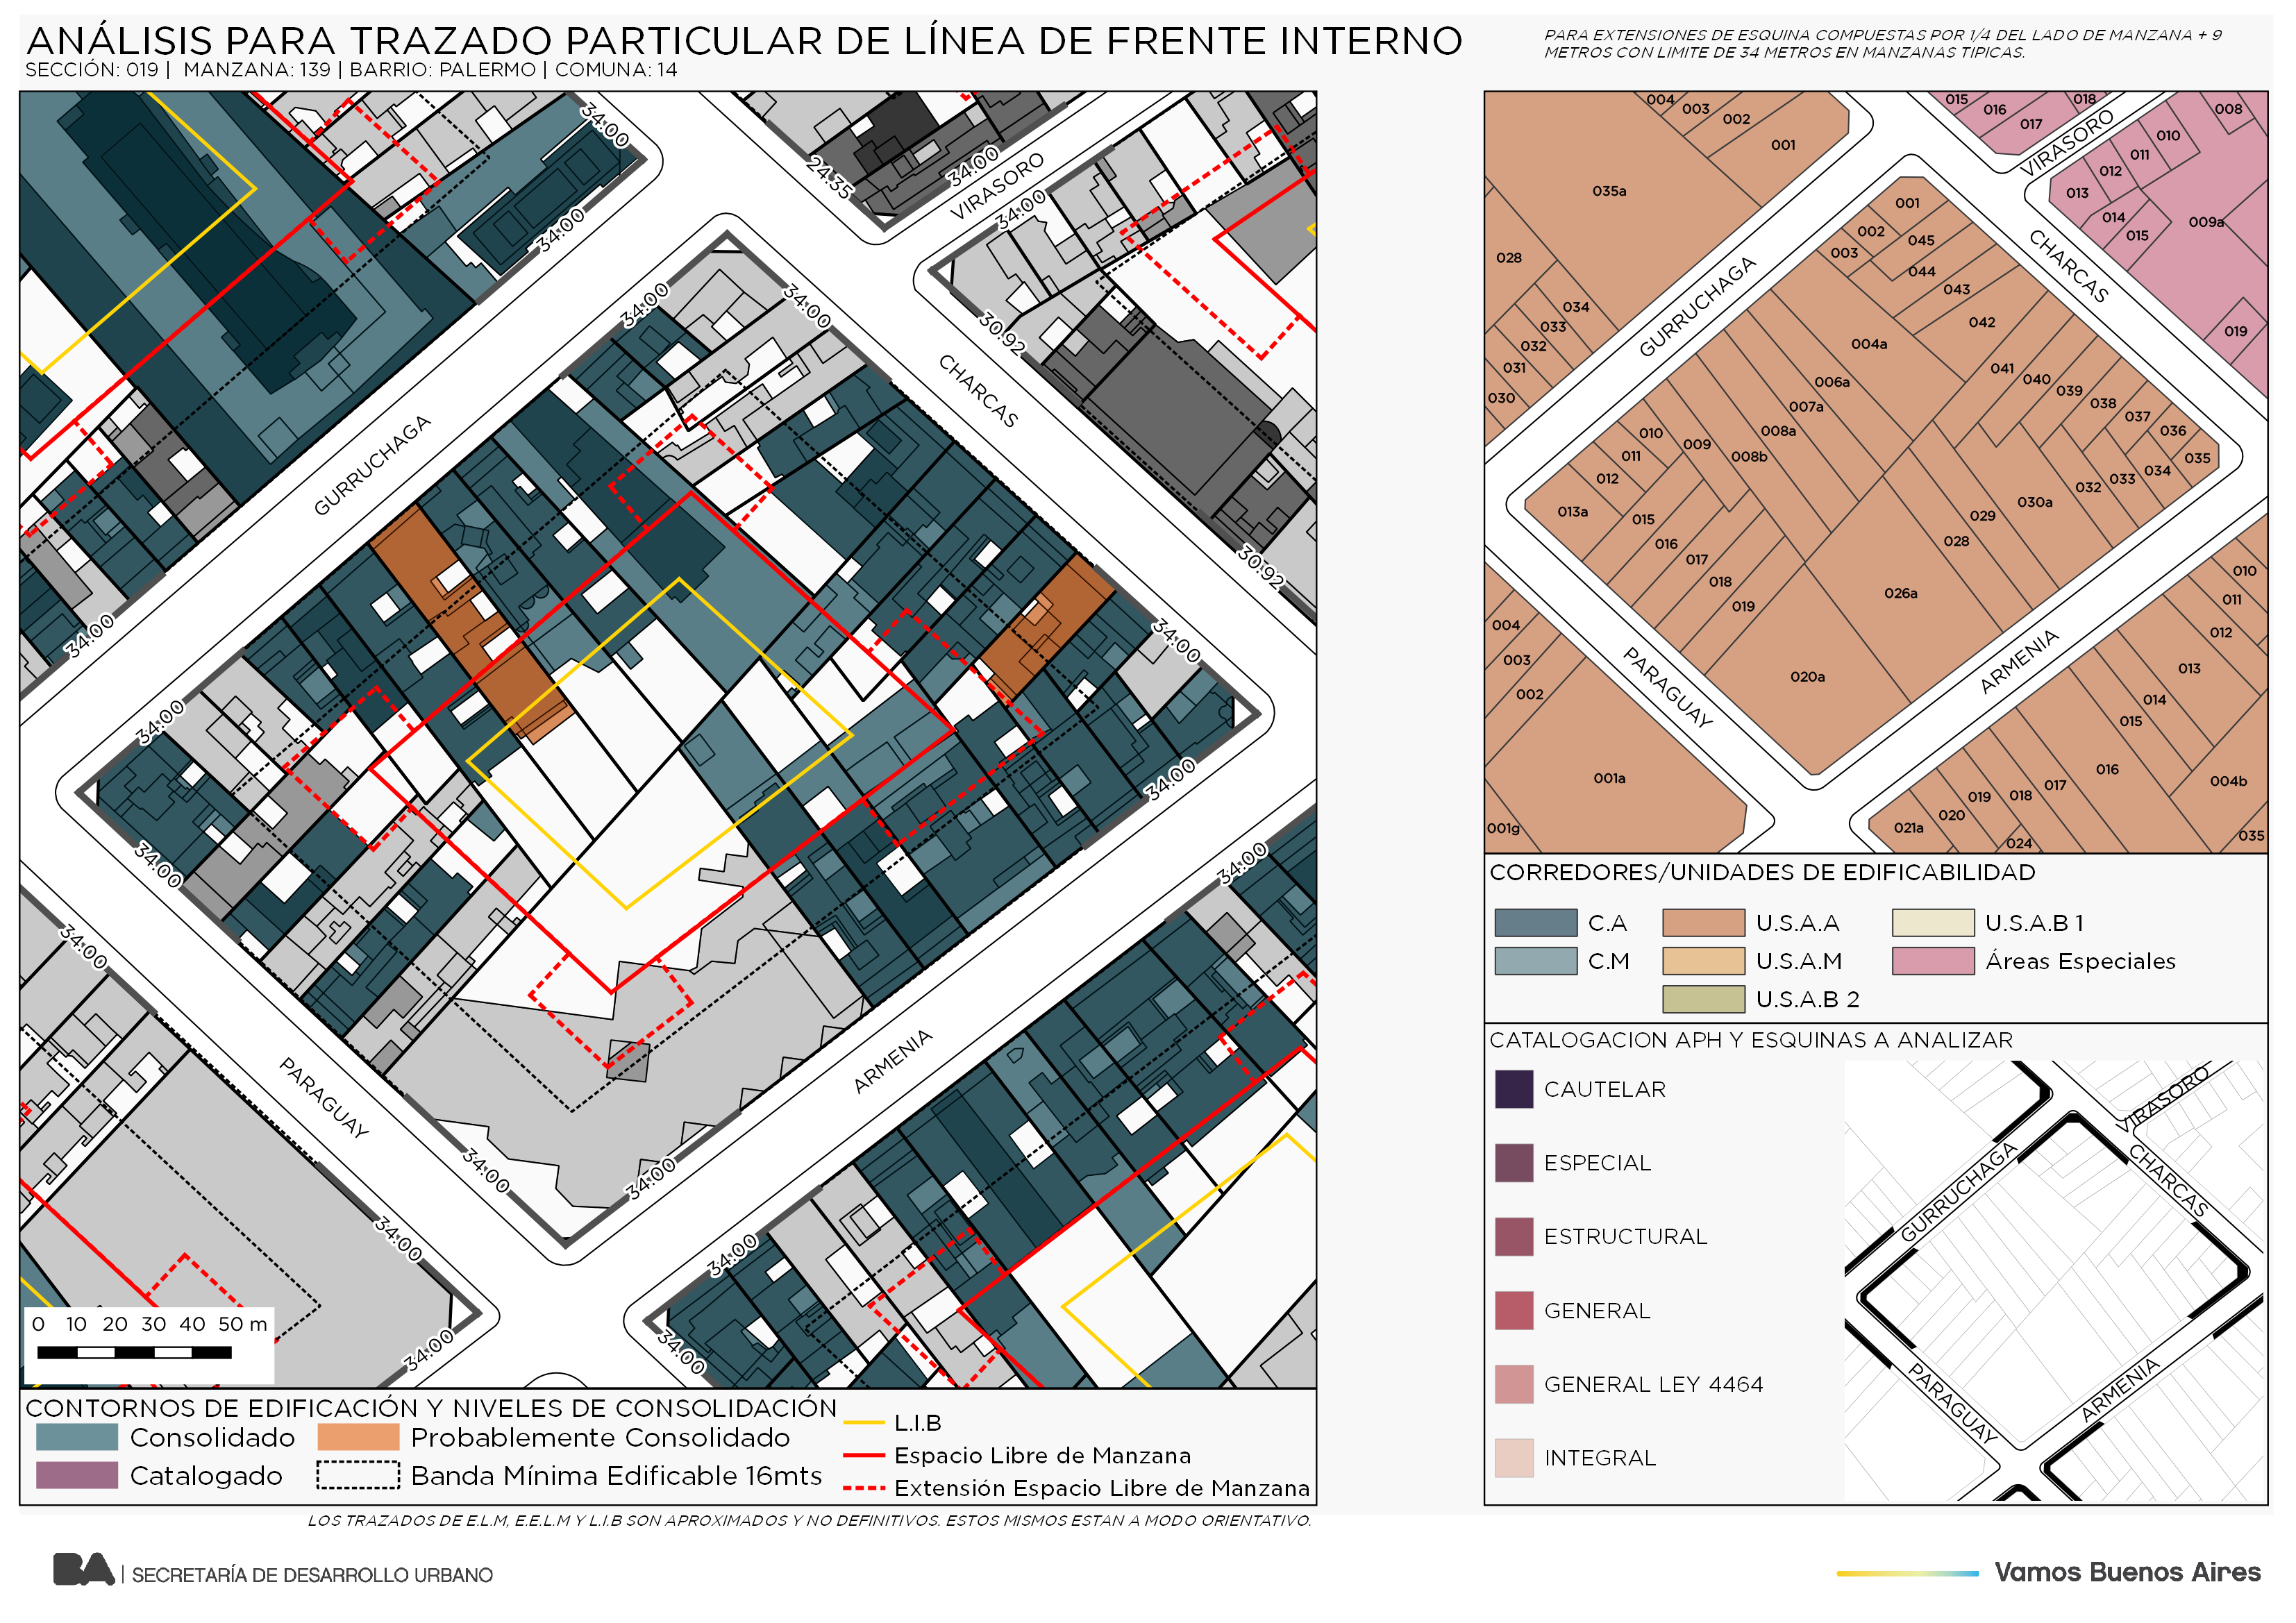 ANÁLISIS PARA TRAZADO PARTICULAR DE LÍNEA DE FRENTE INTERNO
SECCIÓN: 019 | MANZANA: 139 | BARRIO: PALERMO | COMUNA: 14
PARA EXTENSIONES DE ESQUINA COMPUESTAS POR 1/4 DEL LADO DE MANZANA + 9
METROS CON LIMITE DE 34 METROS EN MANZANAS TIPICAS.
34.00
34.00
24.35
34.00
VIRASORO
34.00
30.92
34.00
34.00
CHARCAS
GURRUCHAGA
30.92
34.00
34.00
34.00
34.00
34.00
34.00
34.00
34.00
PARAGUAY
ARMENIA
34.00
34.00
34.00
34.00
34.00
34.00
0 10 20 30 40 50 m
CONTORNOS DE EDIFICACIÓN Y NIVELES DE CONSOLIDACIÓN
Consolidado
Probablemente Consolidado
Catalogado
Banda Mínima Edificable 16mts
L.I.B
Espacio Libre de Manzana
Extensión Espacio Libre de Manzana
LOS TRAZADOS DE E.L.M, E.E.L.M Y L.I.B SON APROXIMADOS Y NO DEFINITIVOS. ESTOS MISMOS ESTAN A MODO ORIENTATIVO.
004
003
002
001
035a
028
034
033
032
031
030
015
016
017
018
VIRASORO
008
010
011
012
013
014
015
009a
019
CHARCAS
GURRUCHAGA
001
002
003
045
044
043
042
004a
006a
007a
008a
008b
041
040
039
038
037
036
035
034
033
032
030a
029
028
026a
020a
010
009
011
012
013a
015
016
017
018
019
PARAGUAY
ARMENIA
004
003
002
001a
001g
010
011
012
013
014
015
016
004b
017
018
019
020
021a
024
035
CORREDORES/UNIDADES DE EDIFICABILIDAD
C.A
U.S.A.A
U.S.A.B 1
C.M
U.S.A.M
Áreas Especiales
U.S.A.B 2
CATALOGACION APH Y ESQUINAS A ANALIZAR
CAUTELAR
ESPECIAL
ESTRUCTURAL
GENERAL
GENERAL LEY 4464
INTEGRAL
VIRASORO
GURRUCHAGA
CHARCAS
PARAGUAY
ARMENIA
BA | SECRETARÍA DE DESARROLLO URBANO
Vamos Buenos Aires